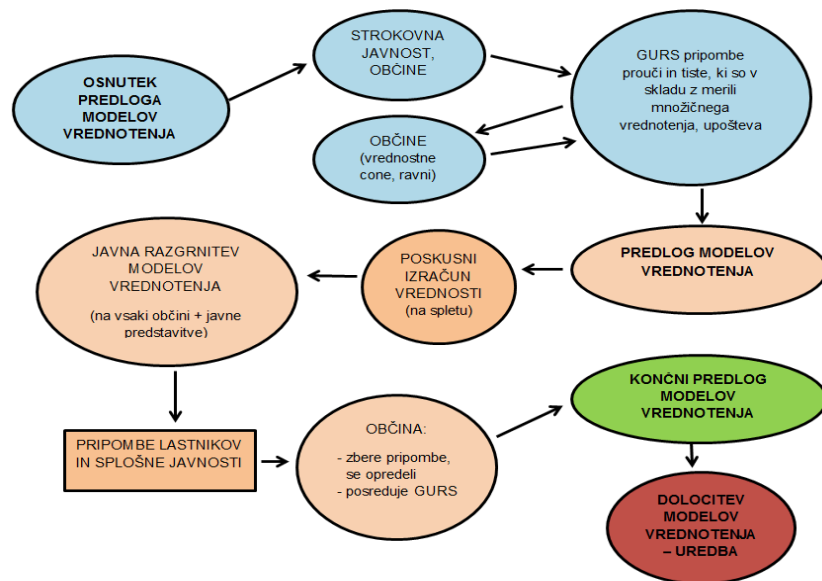 OSNUTEK
PREDLOGA
MODELOV
VREDNOTENJA
STROKOVNA
JAVNOST,
OBČINE
GURS pripombe
prouči in tiste, ki so v
skladu z merili
množičnega
vrednotenja, upošteva
OBČINE
(vrednostne
cone, ravni)
PREDLOG MODELOV
VREDNOTENJA
POSKUSNI
IZRAČUN
VREDNOSTI
(na spletu)
JAVNA RAZGRNITEV
MODELOV
VREDNOTENJA
(na vsaki občini + javne
predstavitve)
PRIPOMBE LASTNIKOV
IN SPLOŠNE JAVNOSTI
OBČINA:
- zbere pripombe,
se opredeli
- posreduje GURS
KONČNI PREDLOG
MODELOV
VREDNOTENJA
DOLOCITEV
MODELOV
VREDNOTENJA
– UREDBA